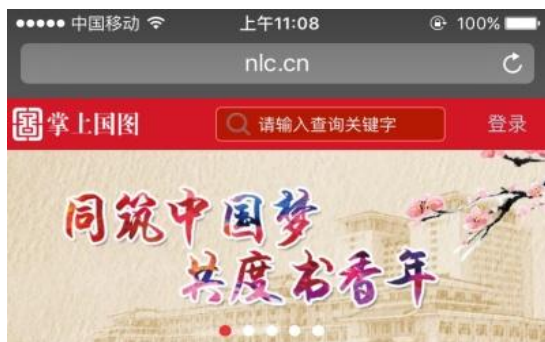 中国移动 上午11:08 100%
nlc.cn
掌上国图 请输入查询关键字 登录
同筑中国梦
共度书香年